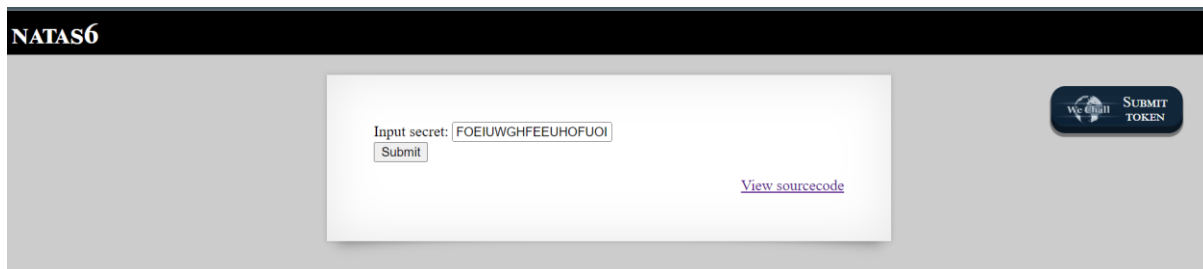 NATAS6
Input secret: FOEIUWGHFEEUHOFUOI
Submit
View sourcecode
We Chall
SUBMIT
TOKEN